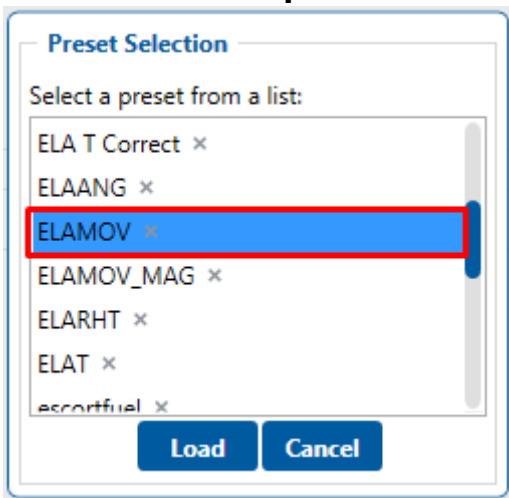 Preset Selection
Select a preset from a list:
ELA T Correct ×
ELAANG ×
ELAMOV ×
ELAMOV_MAG ×
ELARHT ×
ELAT ×
escortfuel ×
Load Cancel